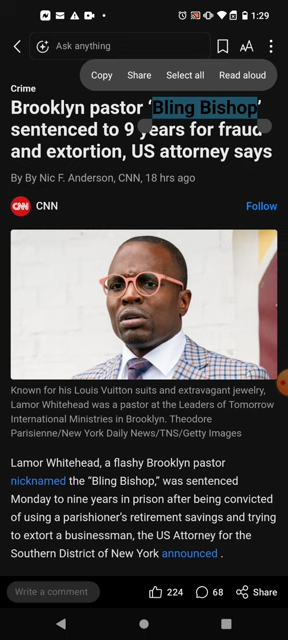 1:29
Ask anything
AA
Copy Share Select all Read aloud
Crime
Brooklyn pastor ‘Bling Bishop’
sentenced to 9 years for fraud
and extortion, US attorney says
By By Nic F. Anderson, CNN, 18 hrs ago
CNN CNN Follow
Known for his Louis Vuitton suits and extravagant jewelry,
Lamor Whitehead was a pastor at the Leaders of Tomorrow
International Ministries in Brooklyn. Theodore
Parisienne/New York Daily News/TNS/Getty Images
Lamor Whitehead, a flashy Brooklyn pastor
nicknamed the “Bling Bishop,” was sentenced
Monday to nine years in prison after being convicted
of using a parishioner’s retirement savings and trying
to extort a businessman, the US Attorney for the
Southern District of New York announced .
Write a comment 224 68 Share